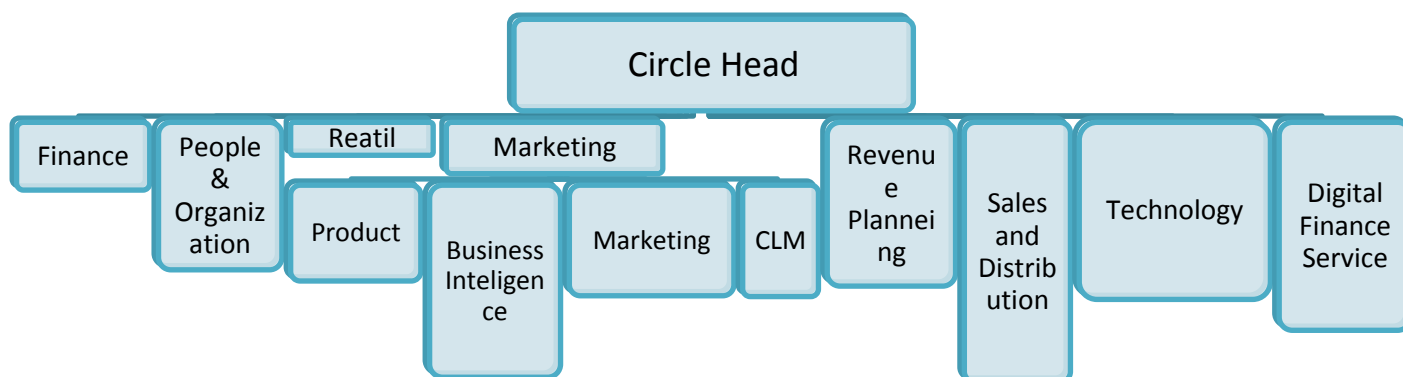 Circle Head
Finance
People
&
Organiz
ation
Reatil
Marketing
Revenu
e
Plannei
ng
Sales
and
Distrib
ution
Technology
Digital
Finance
Service
Product
Business
Inteligen
ce
Marketing
CLM